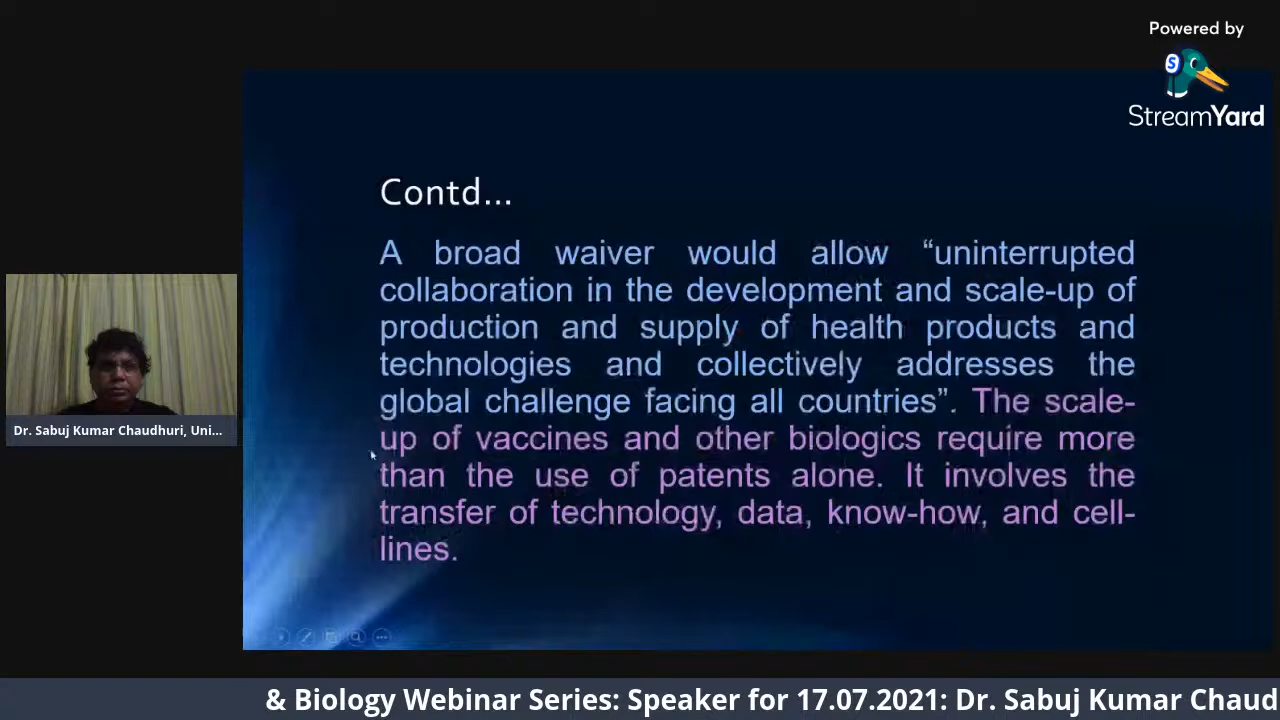 Powered by
S
StreamYard
Contd...
A broad waiver would allow “uninterrupted
collaboration in the development and scale-up of
production and supply of health products and
technologies and collectively addresses the
global challenge facing all countries”. The scale-
up of vaccines and other biologics require more
than the use of patents alone. It involves the
transfer of technology, data, know-how, and cell-
lines.
Dr. Sabuj Kumar Chaudhuri, Uni...
& Biology Webinar Series: Speaker for 17.07.2021: Dr. Sabuj Kumar Chaud